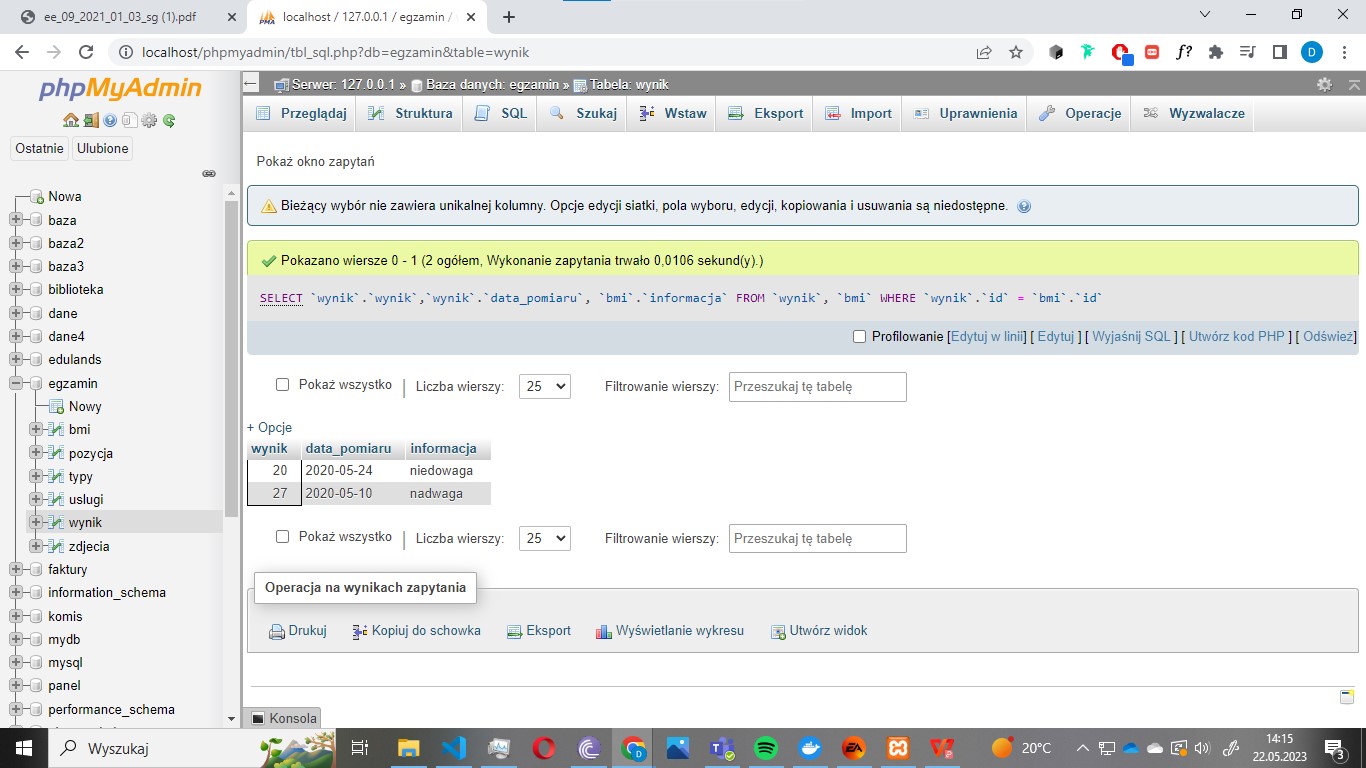 ee_09_2021_01_03_sg (1).pdf
localhost / 127.0.0.1 / egzamin /
localhost/phpmyadmin/tbl_sql.php?db=egzamin&table=wynik
D
phpMyAdmin
Serwer: 127.0.0.1 » Baza danych: egzamin » Tabela: wynik
Przeglądaj Struktura SQL Szukaj Wstaw Eksport Import Uprawnienia Operacje Wyzwalacze
Ostatnie Ulubione
Nowa
baza
baza2
baza3
biblioteka
dane
dane4
edulands
egzamin
Nowy
bmi
pozycja
typy
uslugi
wynik
zdjecia
faktury
information_schema
komis
mydb
mysql
panel
performance_schema
Pokaż okno zapytań
Bieżący wybór nie zawiera unikalnej kolumny. Opcje edycji siatki, pola wyboru, edycji, kopiowania i usuwania są niedostępne.
Pokazano wiersze 0 - 1 (2 ogółem, Wykonanie zapytania trwało 0,0106 sekund(y).)
SELECT `wynik`.`wynik`,`wynik`.`data_pomiaru`, `bmi`.`informacja` FROM `wynik`, `bmi` WHERE `wynik`.`id` = `bmi`.`id`
Profilowanie [Edytuj w linii] [ Edytuj ] [ Wyjaśnij SQL ] [ Utwórz kod PHP ] [ Odśwież]
Pokaż wszystko | Liczba wierszy: 25 Filtrowanie wierszy: Przeszukaj tę tabelę
+ Opcje
wynik data_pomiaru informacja
20 2020-05-24 niedowaga
27 2020-05-10 nadwaga
Pokaż wszystko | Liczba wierszy: 25 Filtrowanie wierszy: Przeszukaj tę tabelę
Operacja na wynikach zapytania
Drukuj Kopiuj do schowka Eksport Wyświetlanie wykresu Utwórz widok
Konsola
Wyszukaj
20°C
14:15
22.05.2023
3